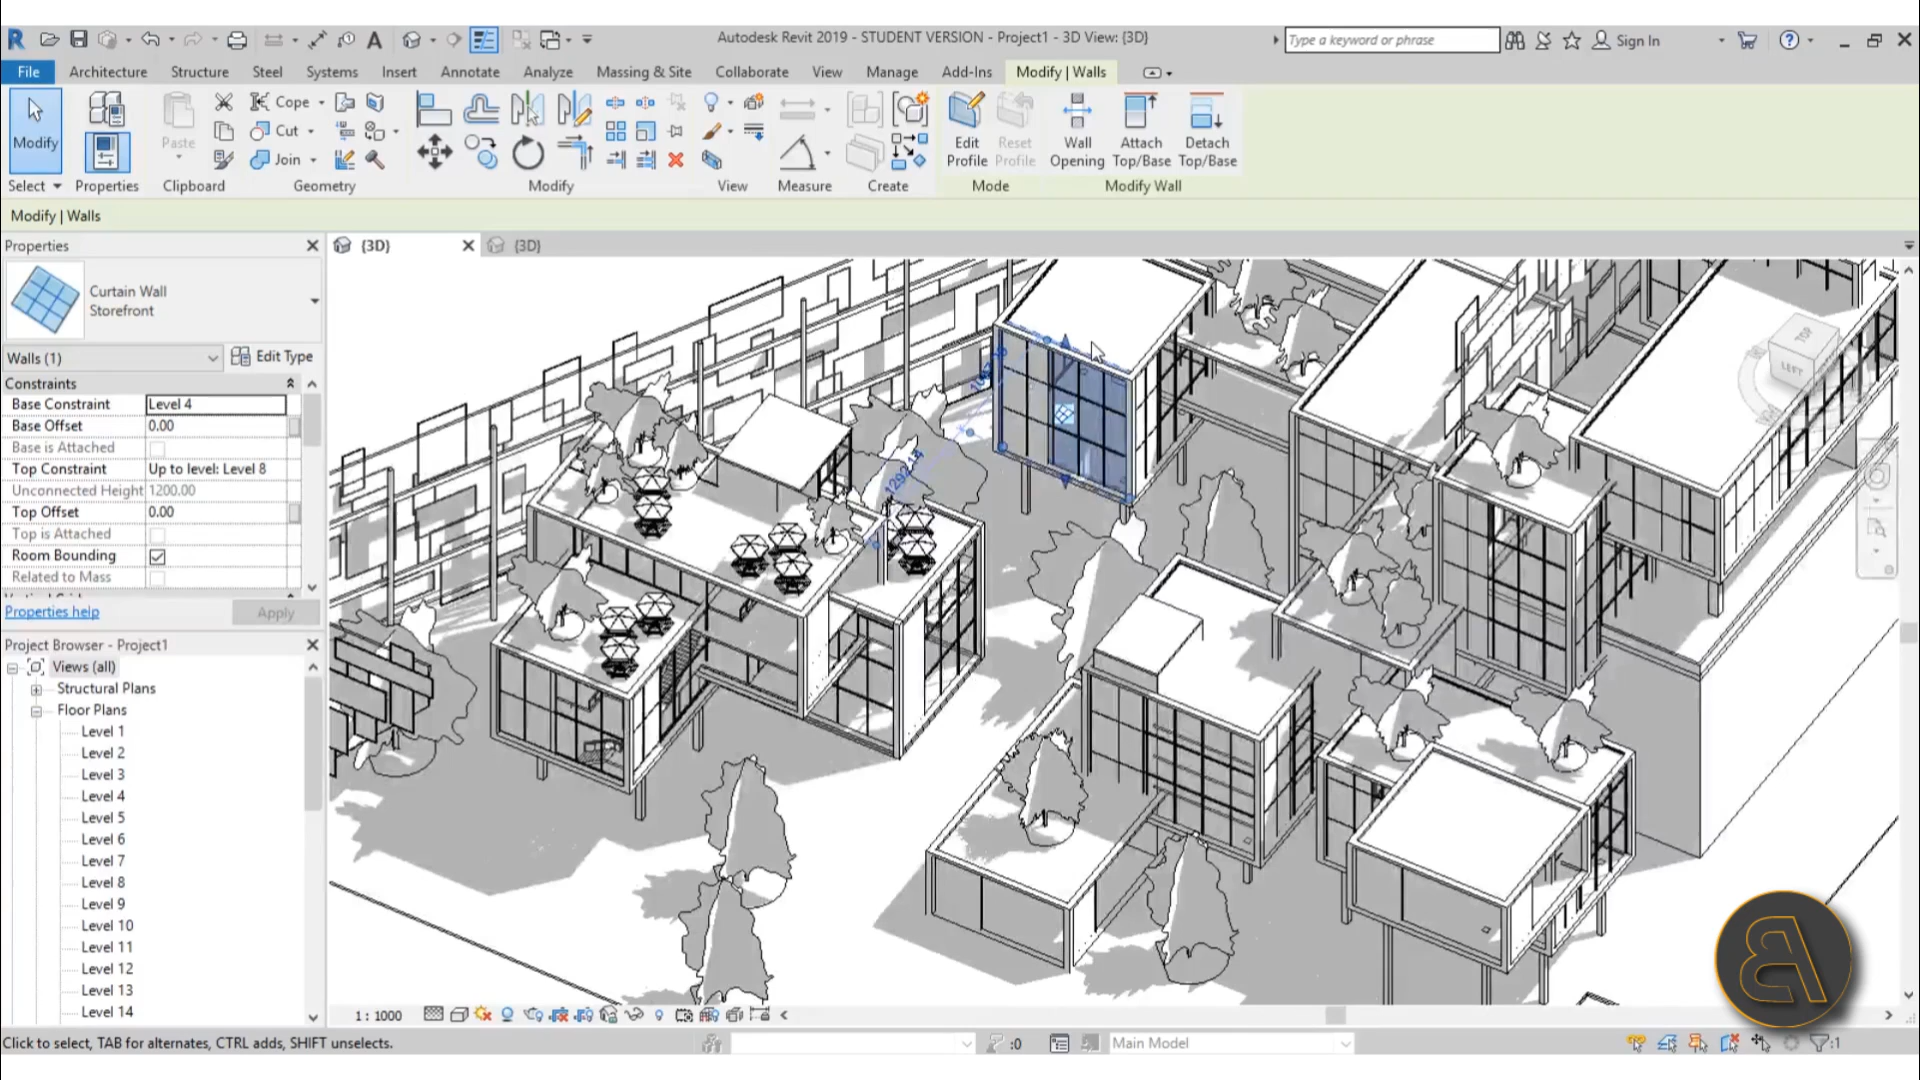 Autodesk Revit 2019 - STUDENT VERSION - Project1 - 3D View: {3D}
Type a keyword or phrase
Sign In
File Architecture Structure Steel Systems Insert Annotate Analyze Massing & Site Collaborate View Manage Add-Ins Modify | Walls
Modify
Paste
Cope
Cut
Join
Edit Profile
Reset Profile
Wall Opening
Attach Top/Base
Detach Top/Base
Select Properties Clipboard Geometry Modify View Measure Create Mode Modify Wall
Modify | Walls
Properties
{3D}
{3D}
Curtain Wall
Storefront
Walls (1)
Edit Type
Constraints
Base Constraint Level 4
Base Offset 0.00
Base is Attached
Top Constraint Up to level: Level 8
Unconnected Height 1200.00
Top Offset 0.00
Top is Attached
Room Bounding
Related to Mass
Properties help
Apply
Project Browser - Project1
Views (all)
Structural Plans
Floor Plans
Level 1
Level 2
Level 3
Level 4
Level 5
Level 6
Level 7
Level 8
Level 9
Level 10
Level 11
Level 12
Level 13
Level 14
TOP
LEFT
1 : 1000
Click to select, TAB for alternates, CTRL adds, SHIFT unselects.
:0
Main Model
:1